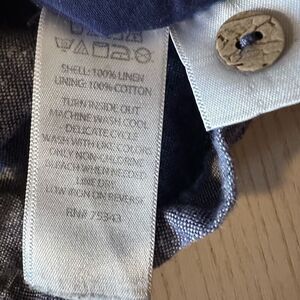 SHELL: 100% LINEN
LINING: 100% COTTON
TURN INSIDE OUT
MACHINE WASH COOL
DELICATE CYCLE
WASH WITH LIKE COLORS
ONLY NON-CHLORINE
BLEACH WHEN NEEDED
LINE DRY
LOW IRON ON REVERSE
RN# 79343